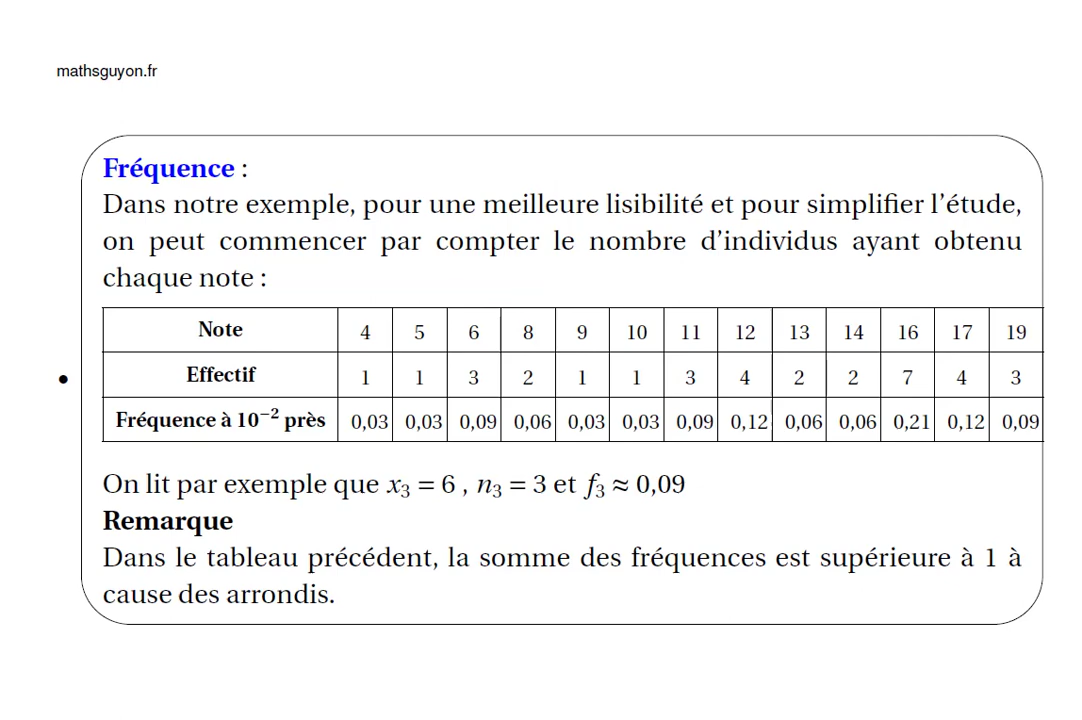 mathsguyon.fr
Fréquence :
Dans notre exemple, pour une meilleure lisibilité et pour simplifier l'étude,
on peut commencer par compter le nombre d'individus ayant obtenu
chaque note :
Note 4 5 6 8 9 10 11 12 13 14 16 17 19
Effectif 1 1 3 2 1 1 3 4 2 2 7 4 3
Fréquence à 10⁻² près 0,03 0,03 0,09 0,06 0,03 0,03 0,09 0,12 0,06 0,06 0,21 0,12 0,09
On lit par exemple que x₃ = 6 , n₃ = 3 et f₃ ≈ 0,09
Remarque
Dans le tableau précédent, la somme des fréquences est supérieure à 1 à
cause des arrondis.